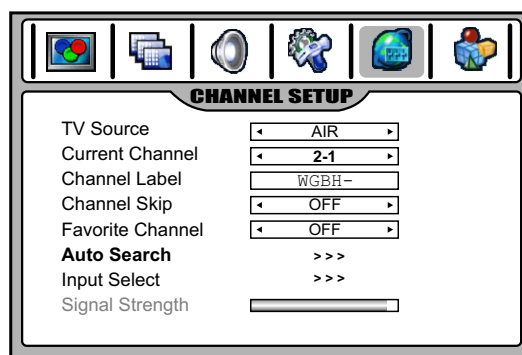 CHANNEL SETUP
TV Source AIR
Current Channel 2-1
Channel Label WGBH-
Channel Skip OFF
Favorite Channel OFF
Auto Search >>>
Input Select >>>
Signal Strength